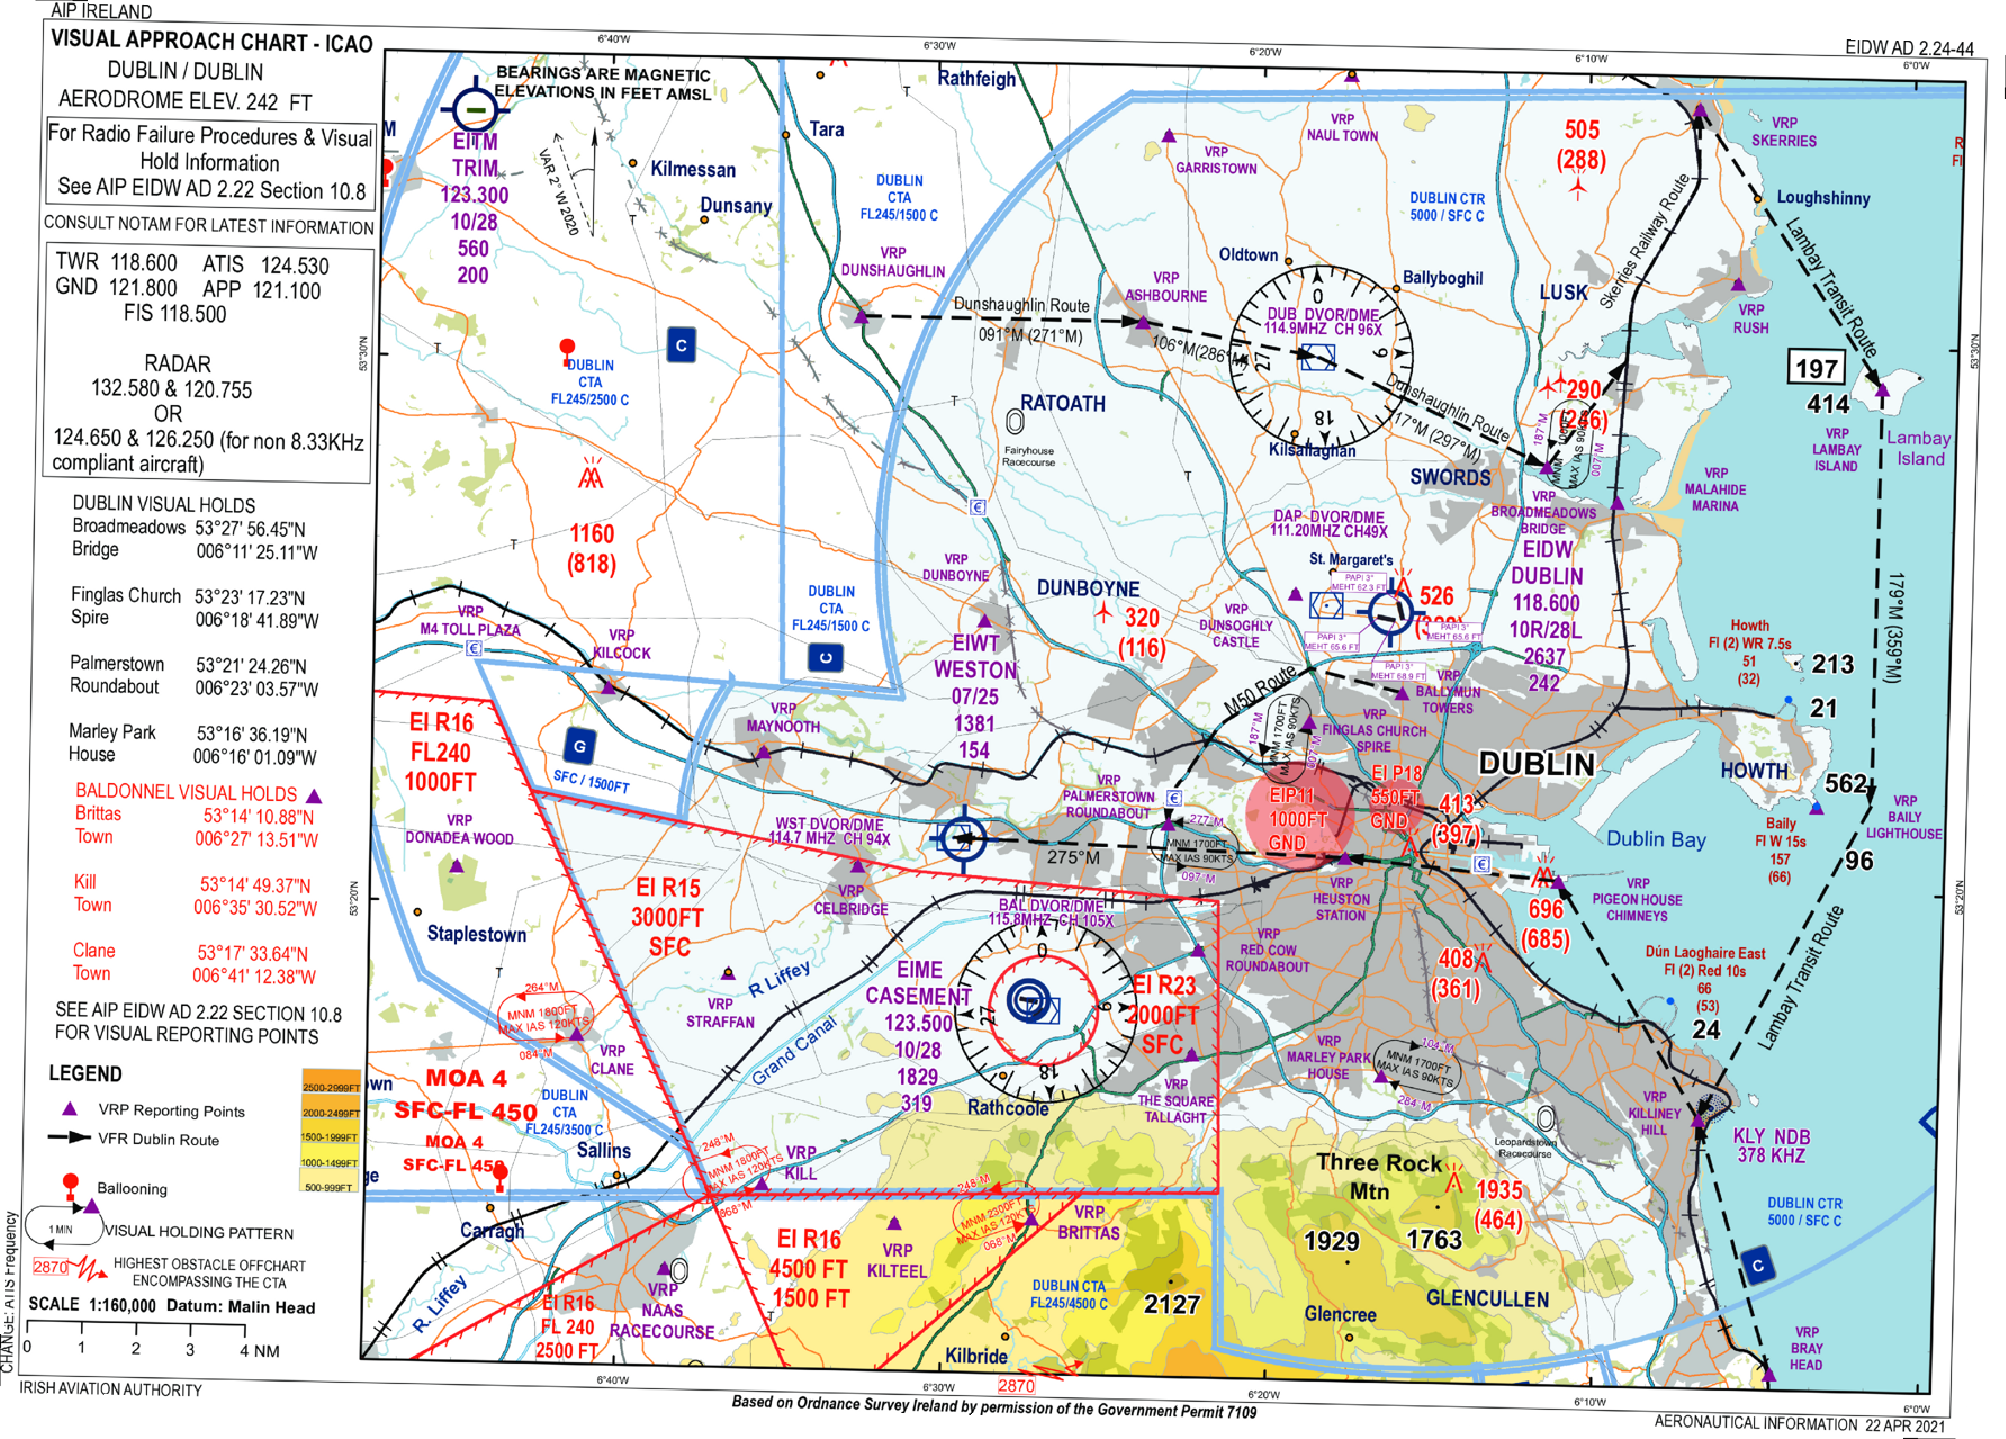 AIP IRELAND
VISUAL APPROACH CHART - ICAO
DUBLIN / DUBLIN
AERODROME ELEV. 242 FT
For Radio Failure Procedures & Visual
Hold Information
See AIP EIDW AD 2.22 Section 10.8
CONSULT NOTAM FOR LATEST INFORMATION
TWR 118.600 ATIS 124.530
GND 121.800 APP 121.100
FIS 118.500
RADAR
132.580 & 120.755
OR
124.650 & 126.250 (for non 8.33KHz
compliant aircraft)
DUBLIN VISUAL HOLDS
Broadmeadows 53°27' 56.45"N
Bridge 006°11' 25.11"W
Finglas Church 53°23' 17.23"N
Spire 006°18' 41.89"W
Palmerstown 53°21' 24.26"N
Roundabout 006°23' 03.57"W
Marley Park 53°16' 36.19"N
House 006°16' 01.09"W
BALDONNEL VISUAL HOLDS
Brittas 53°14' 10.88"N
Town 006°27' 13.51"W
Kill 53°14' 49.37"N
Town 006°35' 30.52"W
Clane 53°17' 33.64"N
Town 006°41' 12.38"W
SEE AIP EIDW AD 2.22 SECTION 10.8
FOR VISUAL REPORTING POINTS
LEGEND
VRP Reporting Points
VFR Dublin Route
Ballooning
1 MIN
VISUAL HOLDING PATTERN
2870
HIGHEST OBSTACLE OFFCHART
ENCOMPASSING THE CTA
2500-2999FT
2000-2499FT
1500-1999FT
1000-1499FT
500-999FT
SCALE 1:160,000 Datum: Malin Head
0 1 2 3 4 NM
CHANGE: ATIS Frequency
IRISH AVIATION AUTHORITY
EIDW AD 2.24-44
6°40'W
6°30'W
6°20'W
6°10'W
6°0'W
BEARINGS ARE MAGNETIC
ELEVATIONS IN FEET AMSL
VAR 2° W 2020
EITM
TRIM
123.300
10/28
560
200
Kilmessan
Dunsany
Tara
Rathfeigh
DUBLIN
CTA
FL245/1500 C
VRP
DUNSHAUGHLIN
VRP
GARRISTOWN
VRP
NAUL TOWN
DUBLIN CTR
5000 / SFC C
505
(288)
VRP
SKERRIES
Loughshinny
Skerries Railway Route
Lambay Transit Route
Oldtown
Ballyboghil
LUSK
VRP
RUSH
VRP
ASHBOURNE
Dunshaughlin Route
091°M (271°M)
106°M(286°M)
DUB DVOR/DME
114.9MHZ CH 96X
0
9
18
27
Dunshaughlin Route
117°M (297°M)
53°30'N
53°30'N
C
DUBLIN
CTA
FL245/2500 C
RATOATH
Fairyhouse
Racecourse
Kilsallaghan
290
(246)
187°M
007°M
MAX IAS 90KTS
197
414
VRP
LAMBAY
ISLAND
Lambay
Island
SWORDS
VRP
BROADMEADOWS
BRIDGE
VRP
MALAHIDE
MARINA
1160
(818)
DAP DVOR/DME
111.20MHZ CH49X
St. Margaret's
PAPI 3°
MEHT 62.3 FT
526
PAPI 3°
MEHT 65.6 FT
PAPI 3°
MEHT 65.6 FT
PAPI 3°
MEHT 68.9 FT
EIDW
DUBLIN
118.600
10R/28L
2637
242
VRP
DUNBOYNE
DUNBOYNE
320
(116)
VRP
DUNSOGHLY
CASTLE
DUBLIN
CTA
FL245/1500 C
C
VRP
M4 TOLL PLAZA
VRP
KILCOCK
EIWT
WESTON
07/25
1381
154
VRP
MAYNOOTH
M50 Route
187°M
MNM 1700FT
MAX IAS 90KTS
007°M
VRP
BALLYMUN
TOWERS
VRP
FINGLAS CHURCH
SPIRE
179°M (359°M)
Howth
Fl (2) WR 7.5s
51
(32)
213
21
HOWTH
562
VRP
BAILY
LIGHTHOUSE
Baily
Fl W 15s
157
(66)
96
DUBLIN
Dublin Bay
EI R16
FL240
1000FT
G
SFC / 1500FT
VRP
DONADEA WOOD
WST DVOR/DME
114.7 MHZ CH 94X
VRP
CELBRIDGE
VRP
PALMERSTOWN
ROUNDABOUT
275°M
277°M
MNM 1700FT
MAX IAS 90KTS
097°M
EIP11
1000FT
GND
EI P18
550FT
GND
413
(397)
VRP
HEUSTON
STATION
VRP
PIGEON HOUSE
CHIMNEYS
696
(685)
53°20'N
53°20'N
EI R15
3000FT
SFC
BAL DVOR/DME
115.8MHZ CH 105X
0
9
18
27
EIME
CASEMENT
123.500
10/28
1829
319
EI R23
2000FT
SFC
VRP
RED COW
ROUNDABOUT
408
(361)
Dún Laoghaire East
Fl (2) Red 10s
66
(53)
24
Lambay Transit Route
Staplestown
VRP
STRAFFAN
R Liffey
Grand Canal
264°M
MNM 1800FT
MAX IAS 120KTS
084°M
VRP
CLANE
VRP
MARLEY PARK
HOUSE
104°M
MNM 1700FT
MAX IAS 90KTS
284°M
VRP
THE SQUARE
TALLAGHT
Rathcoole
MOA 4
SFC-FL 450
MOA 4
SFC-FL 450
DUBLIN
CTA
FL245/3500 C
Sallins
VRP
KILLINEY
HILL
KLY NDB
378 KHZ
Leopardstown
Racecourse
Three Rock
Mtn
1935
(464)
1929
1763
DUBLIN CTR
5000 / SFC C
C
248°M
MNM 1800FT
MAX IAS 120KTS
068°M
VRP
KILL
248°M
MNM 2300FT
MAX IAS 120K
068°M
VRP
BRITTAS
Carragh
R. Liffey
VRP
NAAS
RACECOURSE
EI R16
FL 240
2500 FT
EI R16
4500 FT
1500 FT
VRP
KILTEEL
DUBLIN CTA
FL245/4500 C
2127
Glencree
GLENCULLEN
Kilbride
VRP
BRAY
HEAD
6°40'W
6°30'W
2870
6°20'W
6°10'W
6°0'W
Based on Ordnance Survey Ireland by permission of the Government Permit 7109
AERONAUTICAL INFORMATION 22 APR 2021